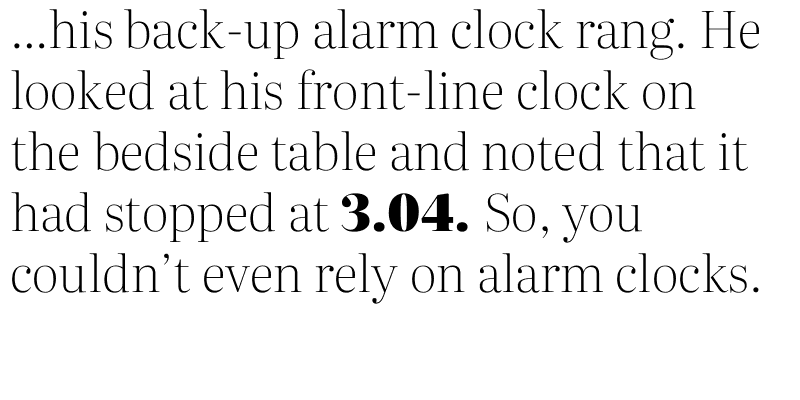 ...his back-up alarm clock rang. He
looked at his front-line clock on
the bedside table and noted that it
had stopped at 3.04. So, you
couldn’t even rely on alarm clocks.